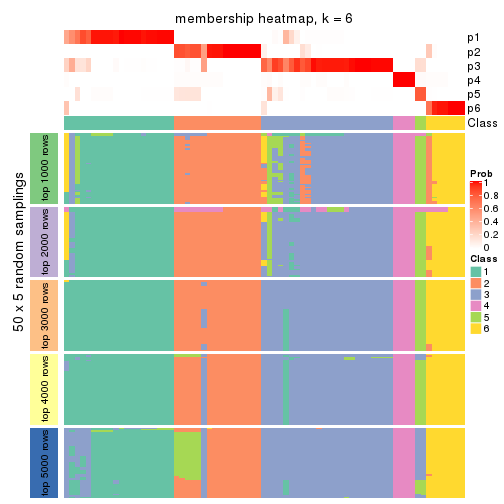 membership heatmap, k = 6
p1
p2
p3
p4
p5
p6
Class
50 x 5 random samplings
top 1000 rows
top 2000 rows
top 3000 rows
top 4000 rows
top 5000 rows
Prob
1
0.8
0.6
0.4
0.2
0
Class
1
2
3
4
5
6